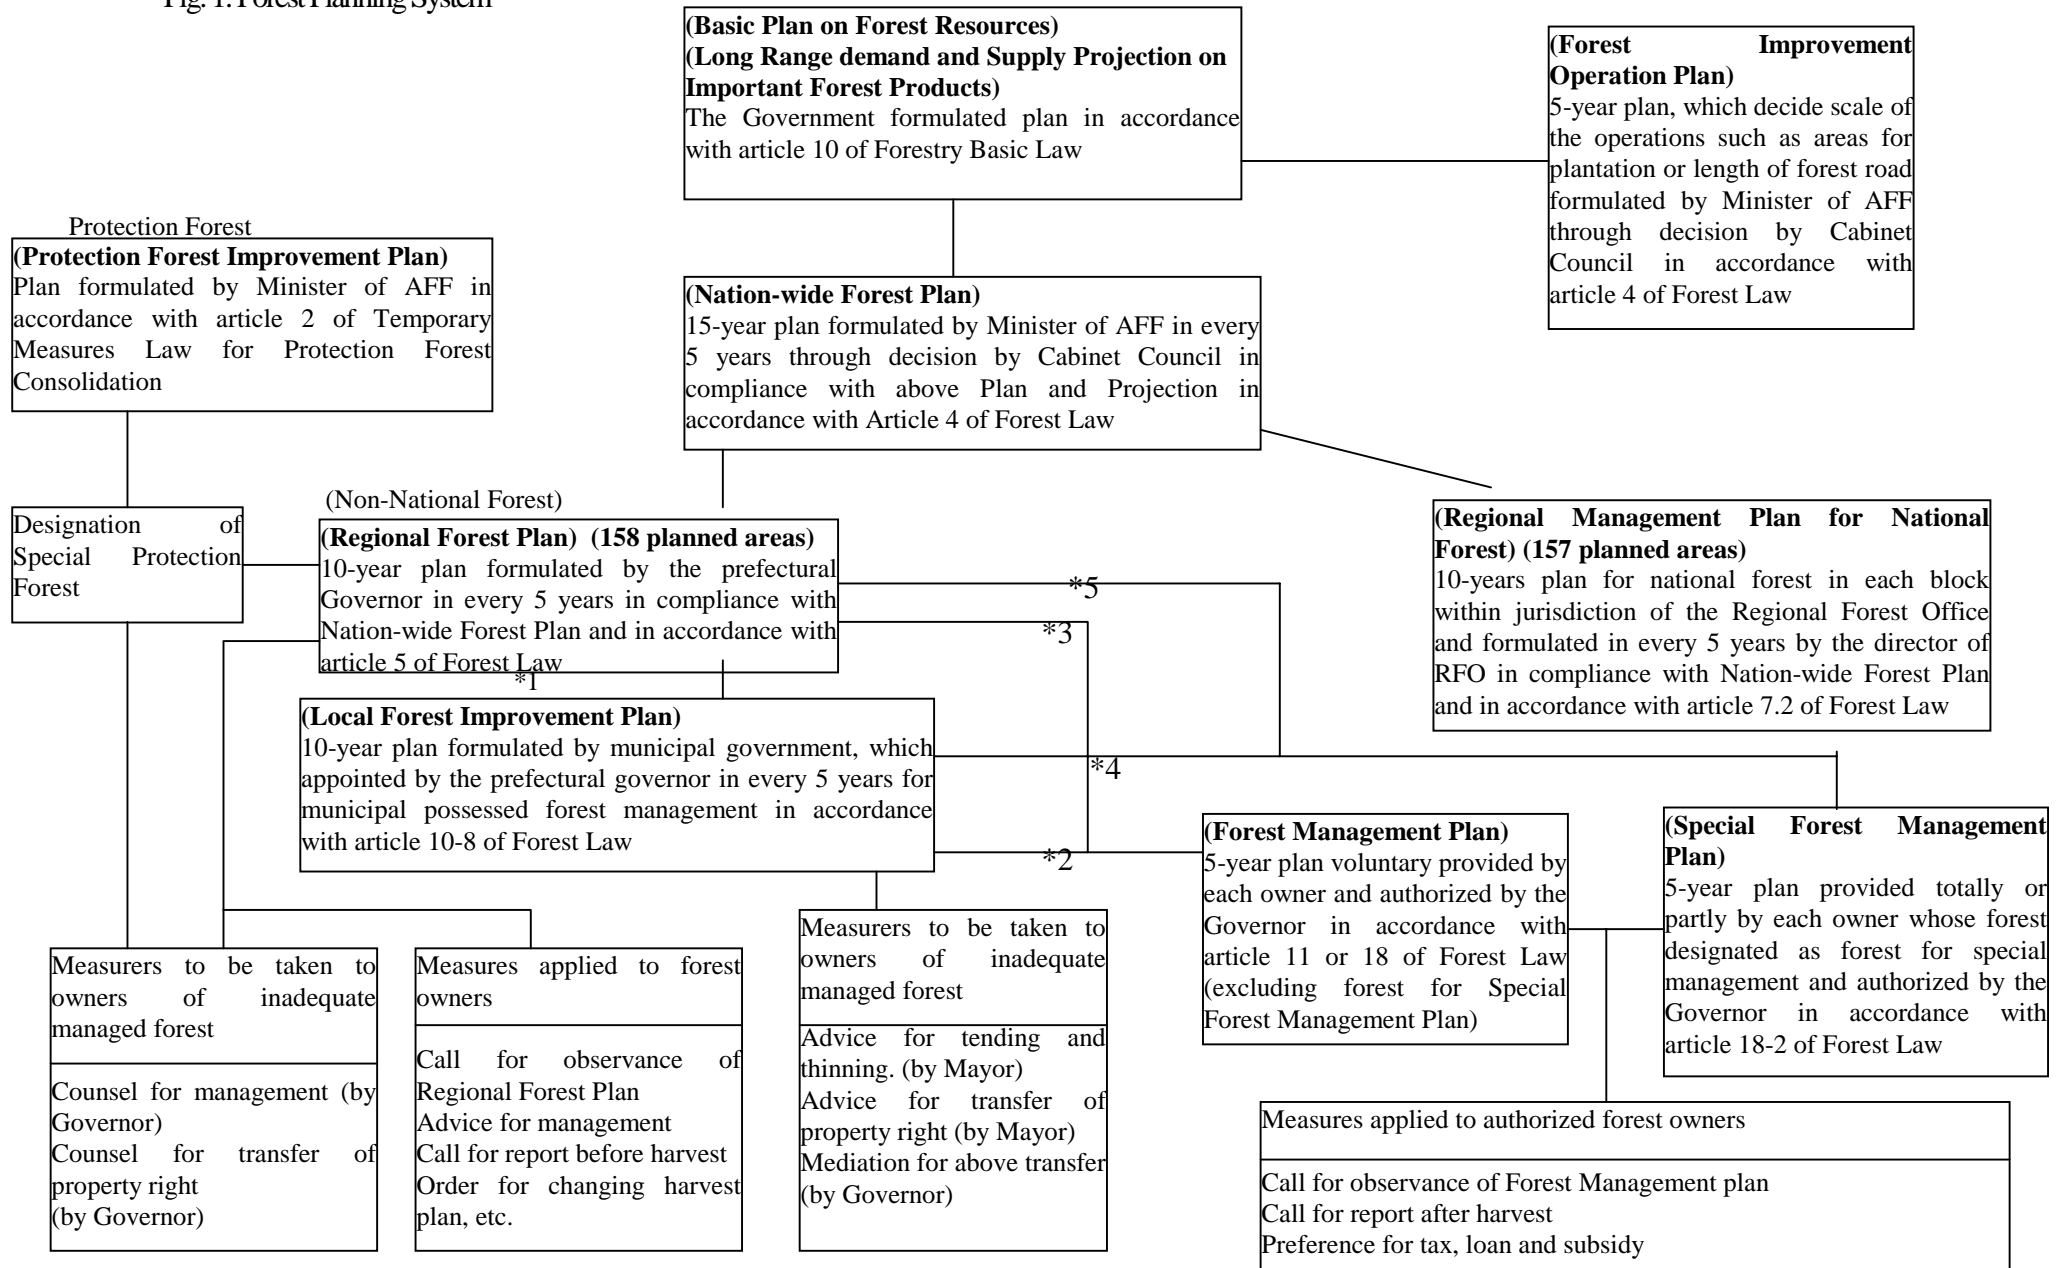 Fig. 1. Forest Planning System
(Basic Plan on Forest Resources)
(Long Range demand and Supply Projection on
Important Forest Products)
The Government formulated plan in accordance
with article 10 of Forestry Basic Law
(Forest Improvement
Operation Plan)
5-year plan, which decide scale of
the operations such as areas for
plantation or length of forest road
formulated by Minister of AFF
through decision by Cabinet
Council in accordance with
article 4 of Forest Law
Protection Forest
(Protection Forest Improvement Plan)
Plan formulated by Minister of AFF in
accordance with article 2 of Temporary
Measures Law for Protection Forest
Consolidation
(Nation-wide Forest Plan)
15-year plan formulated by Minister of AFF in every
5 years through decision by Cabinet Council in
compliance with above Plan and Projection in
accordance with Article 4 of Forest Law
Designation of
Special Protection
Forest
(Non-National Forest)
(Regional Forest Plan) (158 planned areas)
10-year plan formulated by the prefectural
Governor in every 5 years in compliance with
Nation-wide Forest Plan and in accordance with
article 5 of Forest Law
*5
*3
*1
(Regional Management Plan for National
Forest) (157 planned areas)
10-years plan for national forest in each block
within jurisdiction of the Regional Forest Office
and formulated in every 5 years by the director of
RFO in compliance with Nation-wide Forest Plan
and in accordance with article 7.2 of Forest Law
(Local Forest Improvement Plan)
10-year plan formulated by municipal government, which
appointed by the prefectural governor in every 5 years for
municipal possessed forest management in accordance
with article 10-8 of Forest Law
*4
*2
(Forest Management Plan)
5-year plan voluntary provided by
each owner and authorized by the
Governor in accordance with
article 11 or 18 of Forest Law
(excluding forest for Special
Forest Management Plan)
(Special Forest Management
Plan)
5-year plan provided totally or
partly by each owner whose forest
designated as forest for special
management and authorized by the
Governor in accordance with
article 18-2 of Forest Law
Measurers to be taken to
owners of inadequate
managed forest
Counsel for management (by
Governor)
Counsel for transfer of
property right
(by Governor)
Measures applied to forest
owners
Call for observance of
Regional Forest Plan
Advice for management
Call for report before harvest
Order for changing harvest
plan, etc.
Measurers to be taken to
owners of inadequate
managed forest
Advice for tending and
thinning. (by Mayor)
Advice for transfer of
property right (by Mayor)
Mediation for above transfer
(by Governor)
Measures applied to authorized forest owners
Call for observance of Forest Management plan
Call for report after harvest
Preference for tax, loan and subsidy